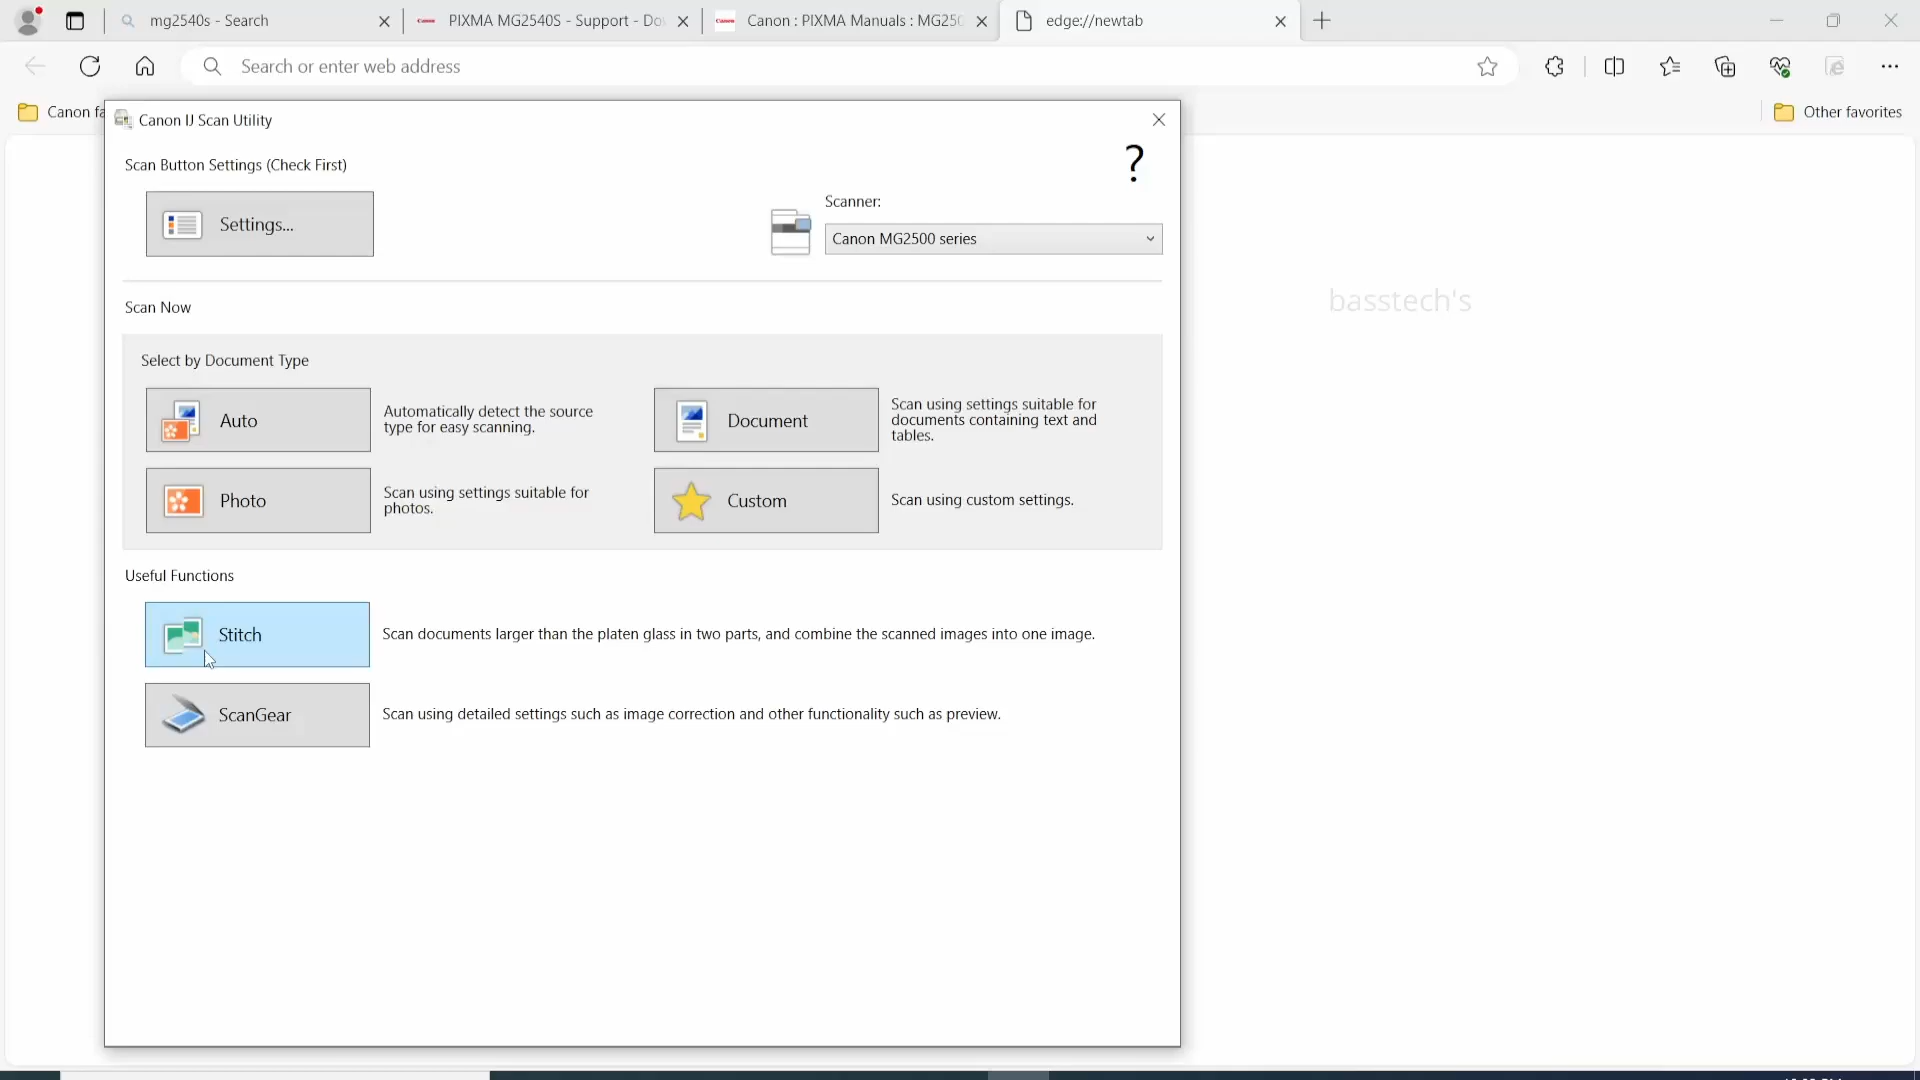 mg2540s - Search
PIXMA MG2540S - Support - Do
Canon : PIXMA Manuals : MG250
edge://newtab
Search or enter web address
Canon fa
Other favorites
Canon IJ Scan Utility
Scan Button Settings (Check First)
?
Settings...
Scanner:
Canon MG2500 series
Scan Now
basstech's
Select by Document Type
Auto
Automatically detect the source
type for easy scanning.
Document
Scan using settings suitable for
documents containing text and
tables.
Photo
Scan using settings suitable for
photos.
Custom
Scan using custom settings.
Useful Functions
Stitch
Scan documents larger than the platen glass in two parts, and combine the scanned images into one image.
ScanGear
Scan using detailed settings such as image correction and other functionality such as preview.